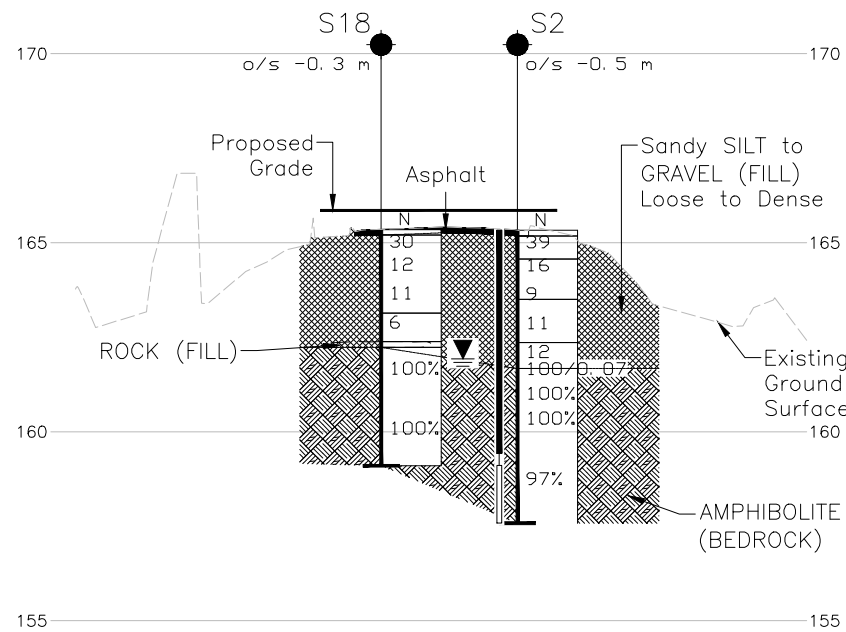 S18
S2
170
170
o/s -0.3 m
o/s -0.5 m
Proposed
Grade
Asphalt
Sandy SILT to
GRAVEL (FILL)
Loose to Dense
N
N
165
165
30
39
12
16
11
9
6
11
12
ROCK (FILL)
100%
100/0.07
100%
100%
100%
Existing
Ground
Surface
160
160
97%
AMPHIBOLITE
(BEDROCK)
155
155